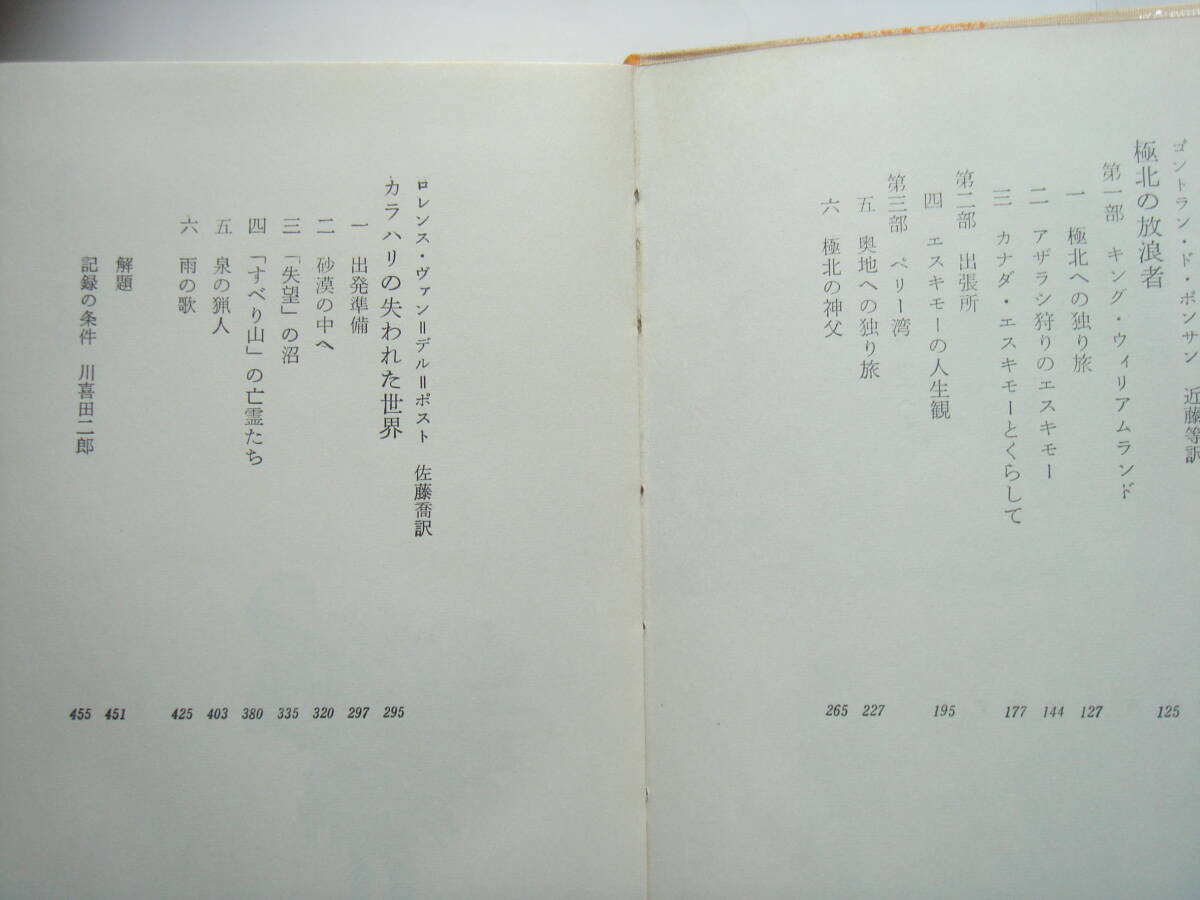 ゴントラン・ド・ポンサン 近藤等訳
極北の放浪者 125
第一部 キング・ウィリアムランド
一 極北への独り旅 127
二 アザラシ狩りのエスキモー 144
三 カナダ・エスキモーとくらして 177
第二部 出張所
四 エスキモーの人生観 195
第三部 ペリー湾
五 奥地への独り旅 227
六 極北の神父 265
ロレンス・ヴァン=デル=ポスト 佐藤喬訳
カラハリの失われた世界 295
一 出発準備 297
二 砂漠の中へ 320
三 「失望」の沼 335
四 「すべり山」の亡霊たち 380
五 泉の猟人 403
六 雨の歌 425
解題 451
記録の条件 川喜田二郎 455